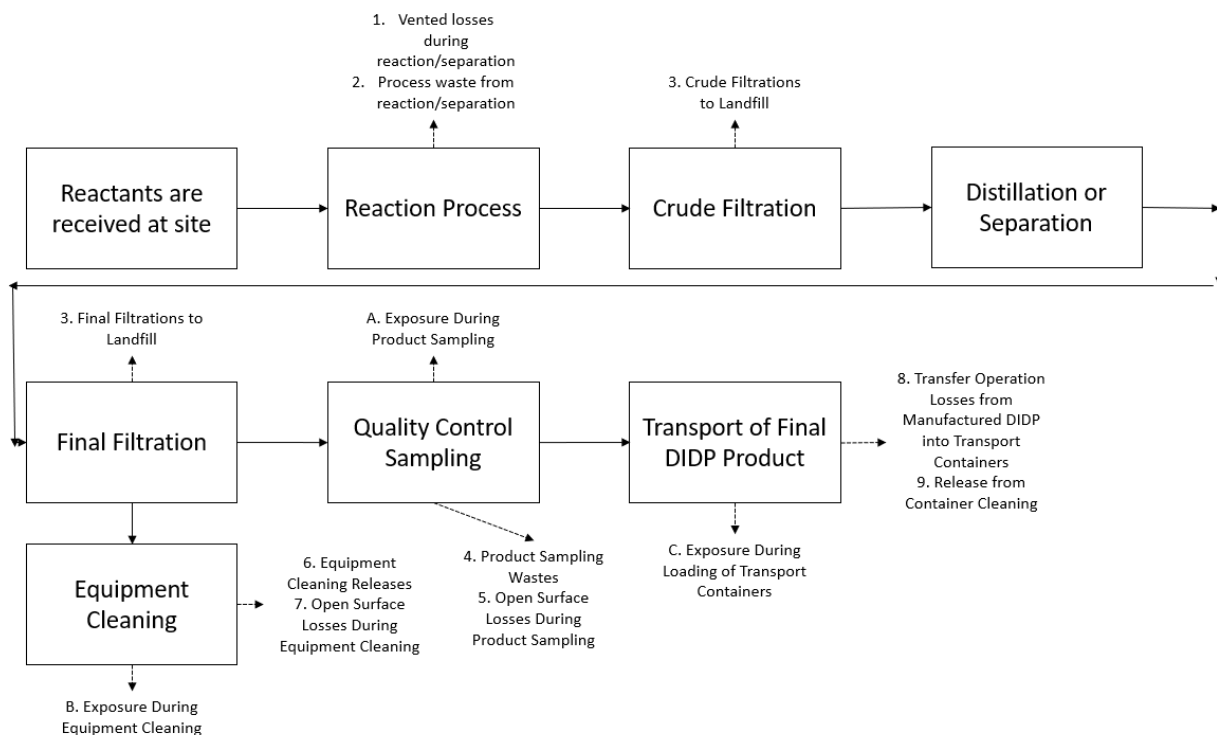 1. Vented losses
during
reaction/separation
2. Process waste from
reaction/separation
3. Crude Filtrations
to Landfill
Reactants are
received at site
Reaction Process
Crude Filtration
Distillation or
Separation
3. Final Filtrations to
Landfill
A. Exposure During
Product Sampling
Final Filtration
Quality Control
Sampling
Transport of Final
DIDP Product
8. Transfer Operation
Losses from
Manufactured DIDP
into Transport
Containers
9. Release from
Container Cleaning
Equipment
Cleaning
6. Equipment
Cleaning Releases
7. Open Surface
Losses During
Equipment Cleaning
4. Product Sampling
Wastes
5. Open Surface
Losses During
Product Sampling
C. Exposure During
Loading of Transport
Containers
B. Exposure During
Equipment Cleaning